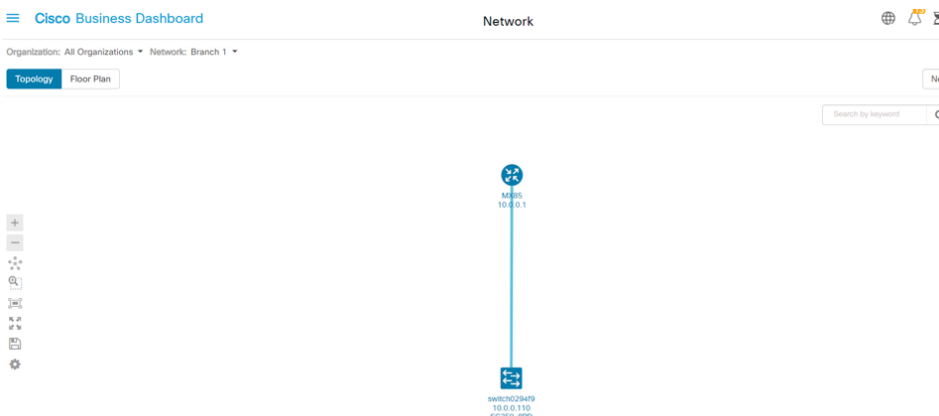 Cisco Business Dashboard
Network
Organization: All Organizations Network: Branch 1
Topology Floor Plan
Search by keyword
MX85
10.0.0.1
switch0294f9
10.0.0.110